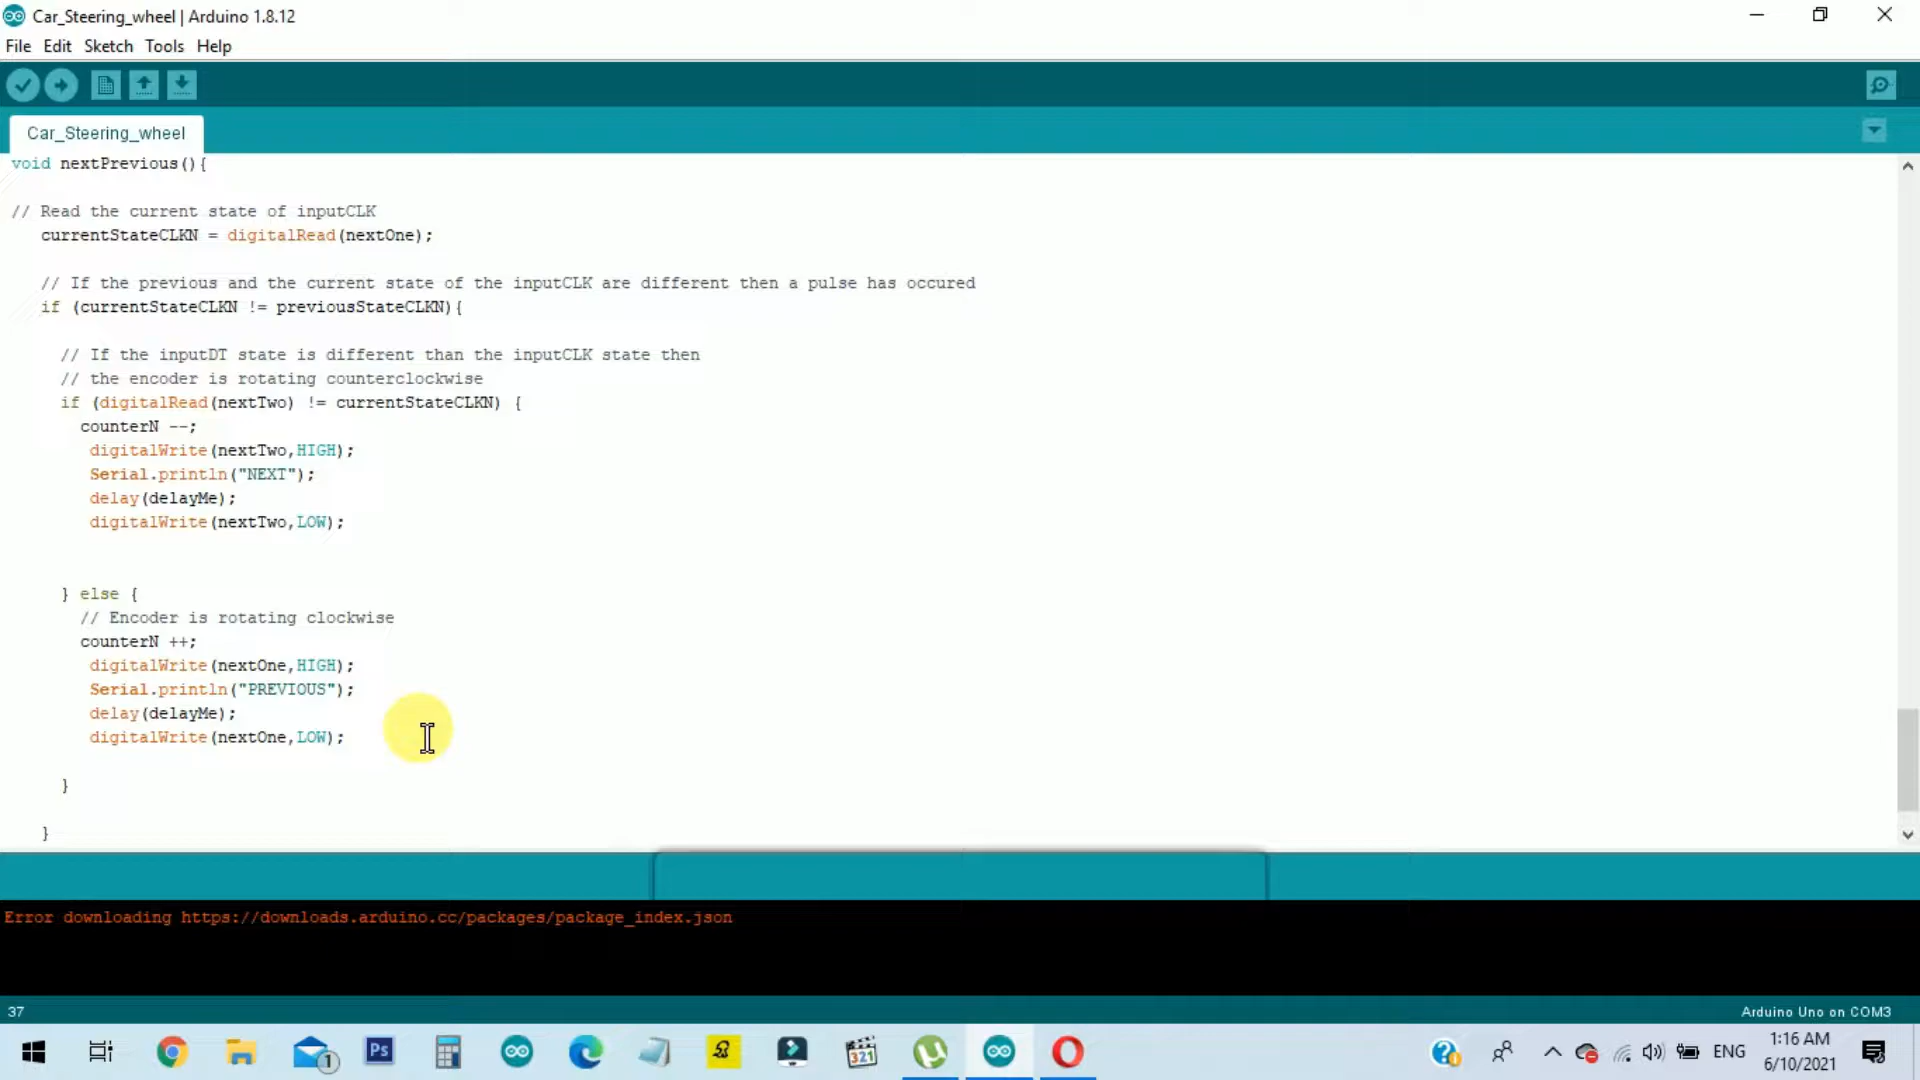 Car_Steering_wheel | Arduino 1.8.12
File Edit Sketch Tools Help
Car_Steering_wheel
void nextPrevious(){
// Read the current state of inputCLK
currentStateCLKN = digitalRead(nextOne);
// If the previous and the current state of the inputCLK are different then a pulse has occured
if (currentStateCLKN != previousStateCLKN){
// If the inputDT state is different than the inputCLK state then
// the encoder is rotating counterclockwise
if (digitalRead(nextTwo) != currentStateCLKN) {
counterN --;
digitalWrite(nextTwo,HIGH);
Serial.println("NEXT");
delay(delayMe);
digitalWrite(nextTwo,LOW);
} else {
// Encoder is rotating clockwise
counterN ++;
digitalWrite(nextOne,HIGH);
Serial.println("PREVIOUS");
delay(delayMe);
digitalWrite(nextOne,LOW);
}
}
Error downloading https://downloads.arduino.cc/packages/package_index.json
37
Arduino Uno on COM3
1
Ps
321
ENG
1:16 AM
6/10/2021